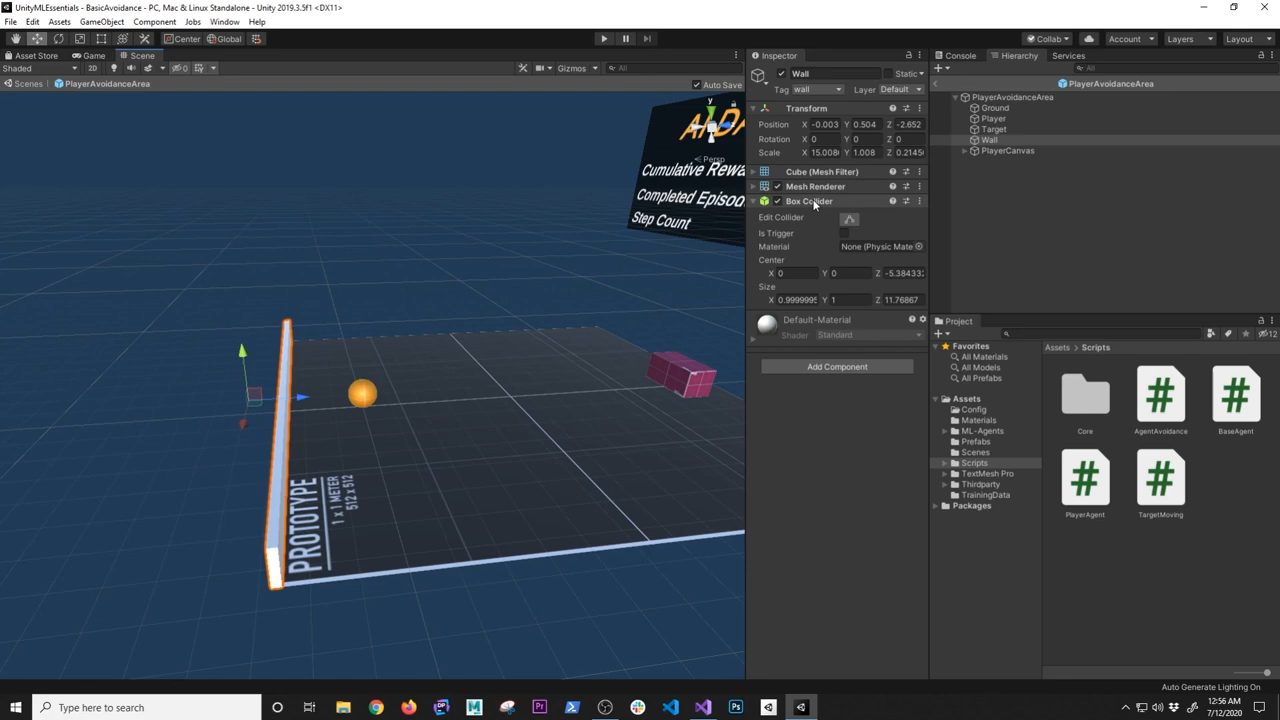 UnityMLEssentials - BasicAvoidance - PC, Mac & Linux Standalone - Unity 2019.3.5f1 <DX11>
File Edit Assets GameObject Component Jobs Window Help
Center Global Collab Account Layers Layout
Asset Store Game Scene
Shaded 2D 0 Gizmos All
Scenes PlayerAvoidanceArea
Auto Save
y
Persp
Cumulative Rewa
Completed Episod
Step Count
PROTOTYPE
1 x 1 METER
512 x 512
Inspector
Wall Static
Tag wall Layer Default
Transform
Position X -0.003 Y 0.504 Z -2.652
Rotation X 0 Y 0 Z 0
Scale X 15.008 Y 1.008 Z 0.2145
Cube (Mesh Filter)
Mesh Renderer
Box Collider
Edit Collider
Is Trigger
Material None (Physic Mate
Center
X 0 Y 0 Z -5.384332
Size
X 0.9999995 Y 1 Z 11.76867
Default-Material
Shader Standard
Add Component
Console Hierarchy Services
All
PlayerAvoidanceArea
PlayerAvoidanceArea
Ground
Player
Target
Wall
PlayerCanvas
Project
12
Favorites
All Materials
All Models
All Prefabs
Assets
Config
Materials
ML-Agents
Prefabs
Scenes
Scripts
TextMesh Pro
Thirdparty
TrainingData
Packages
Assets > Scripts
Core AgentAvoidance BaseAgent
PlayerAgent TargetMoving
Auto Generate Lighting On
Type here to search
12:56 AM
7/12/2020